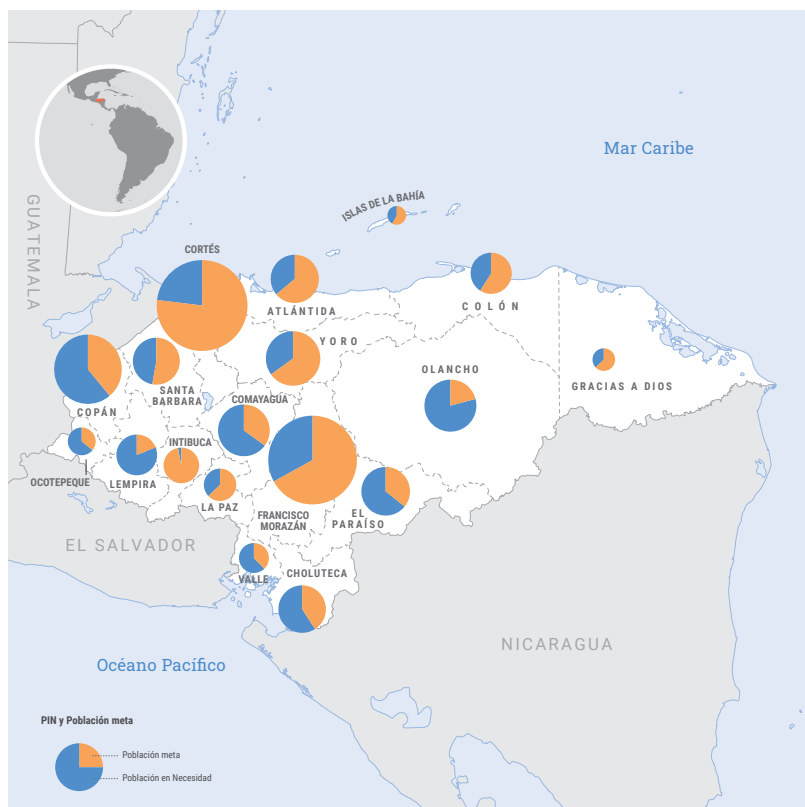 Mar Caribe
ISLAS DE LA BAHÍA
GUATEMALA
CORTÉS
ATLÁNTIDA
COLÓN
YORO
OLANCHO
GRACIAS A DIOS
SANTA
BARBARA
COMAYAGUA
COPÁN
INTIBUCA
OCOTEPEQUE
LEMPIRA
LA PAZ
FRANCISCO
MORAZÁN
EL
PARAÍSO
EL SALVADOR
VALLE
CHOLUTECA
NICARAGUA
Océano Pacífico
PIN y Población meta
Población meta
Población en Necesidad